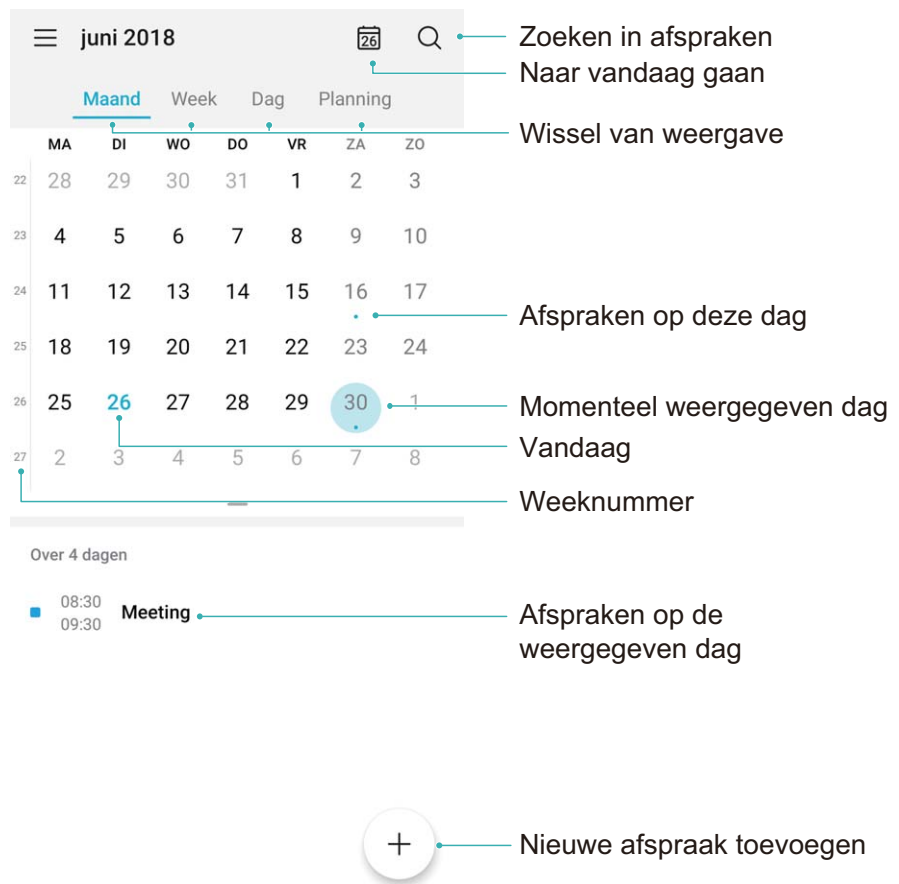 juni 2018
26
Zoeken in afspraken
Naar vandaag gaan
Maand Week Dag Planning
Wissel van weergave
MA DI WO DO VR ZA ZO
22 28 29 30 31 1 2 3
23 4 5 6 7 8 9 10
24 11 12 13 14 15 16 17
Afspraken op deze dag
25 18 19 20 21 22 23 24
26 25 26 27 28 29 30 1
Momenteel weergegeven dag
Vandaag
27 2 3 4 5 6 7 8
Weeknummer
Over 4 dagen
08:30
09:30
Meeting
Afspraken op de
weergegeven dag
Nieuwe afspraak toevoegen